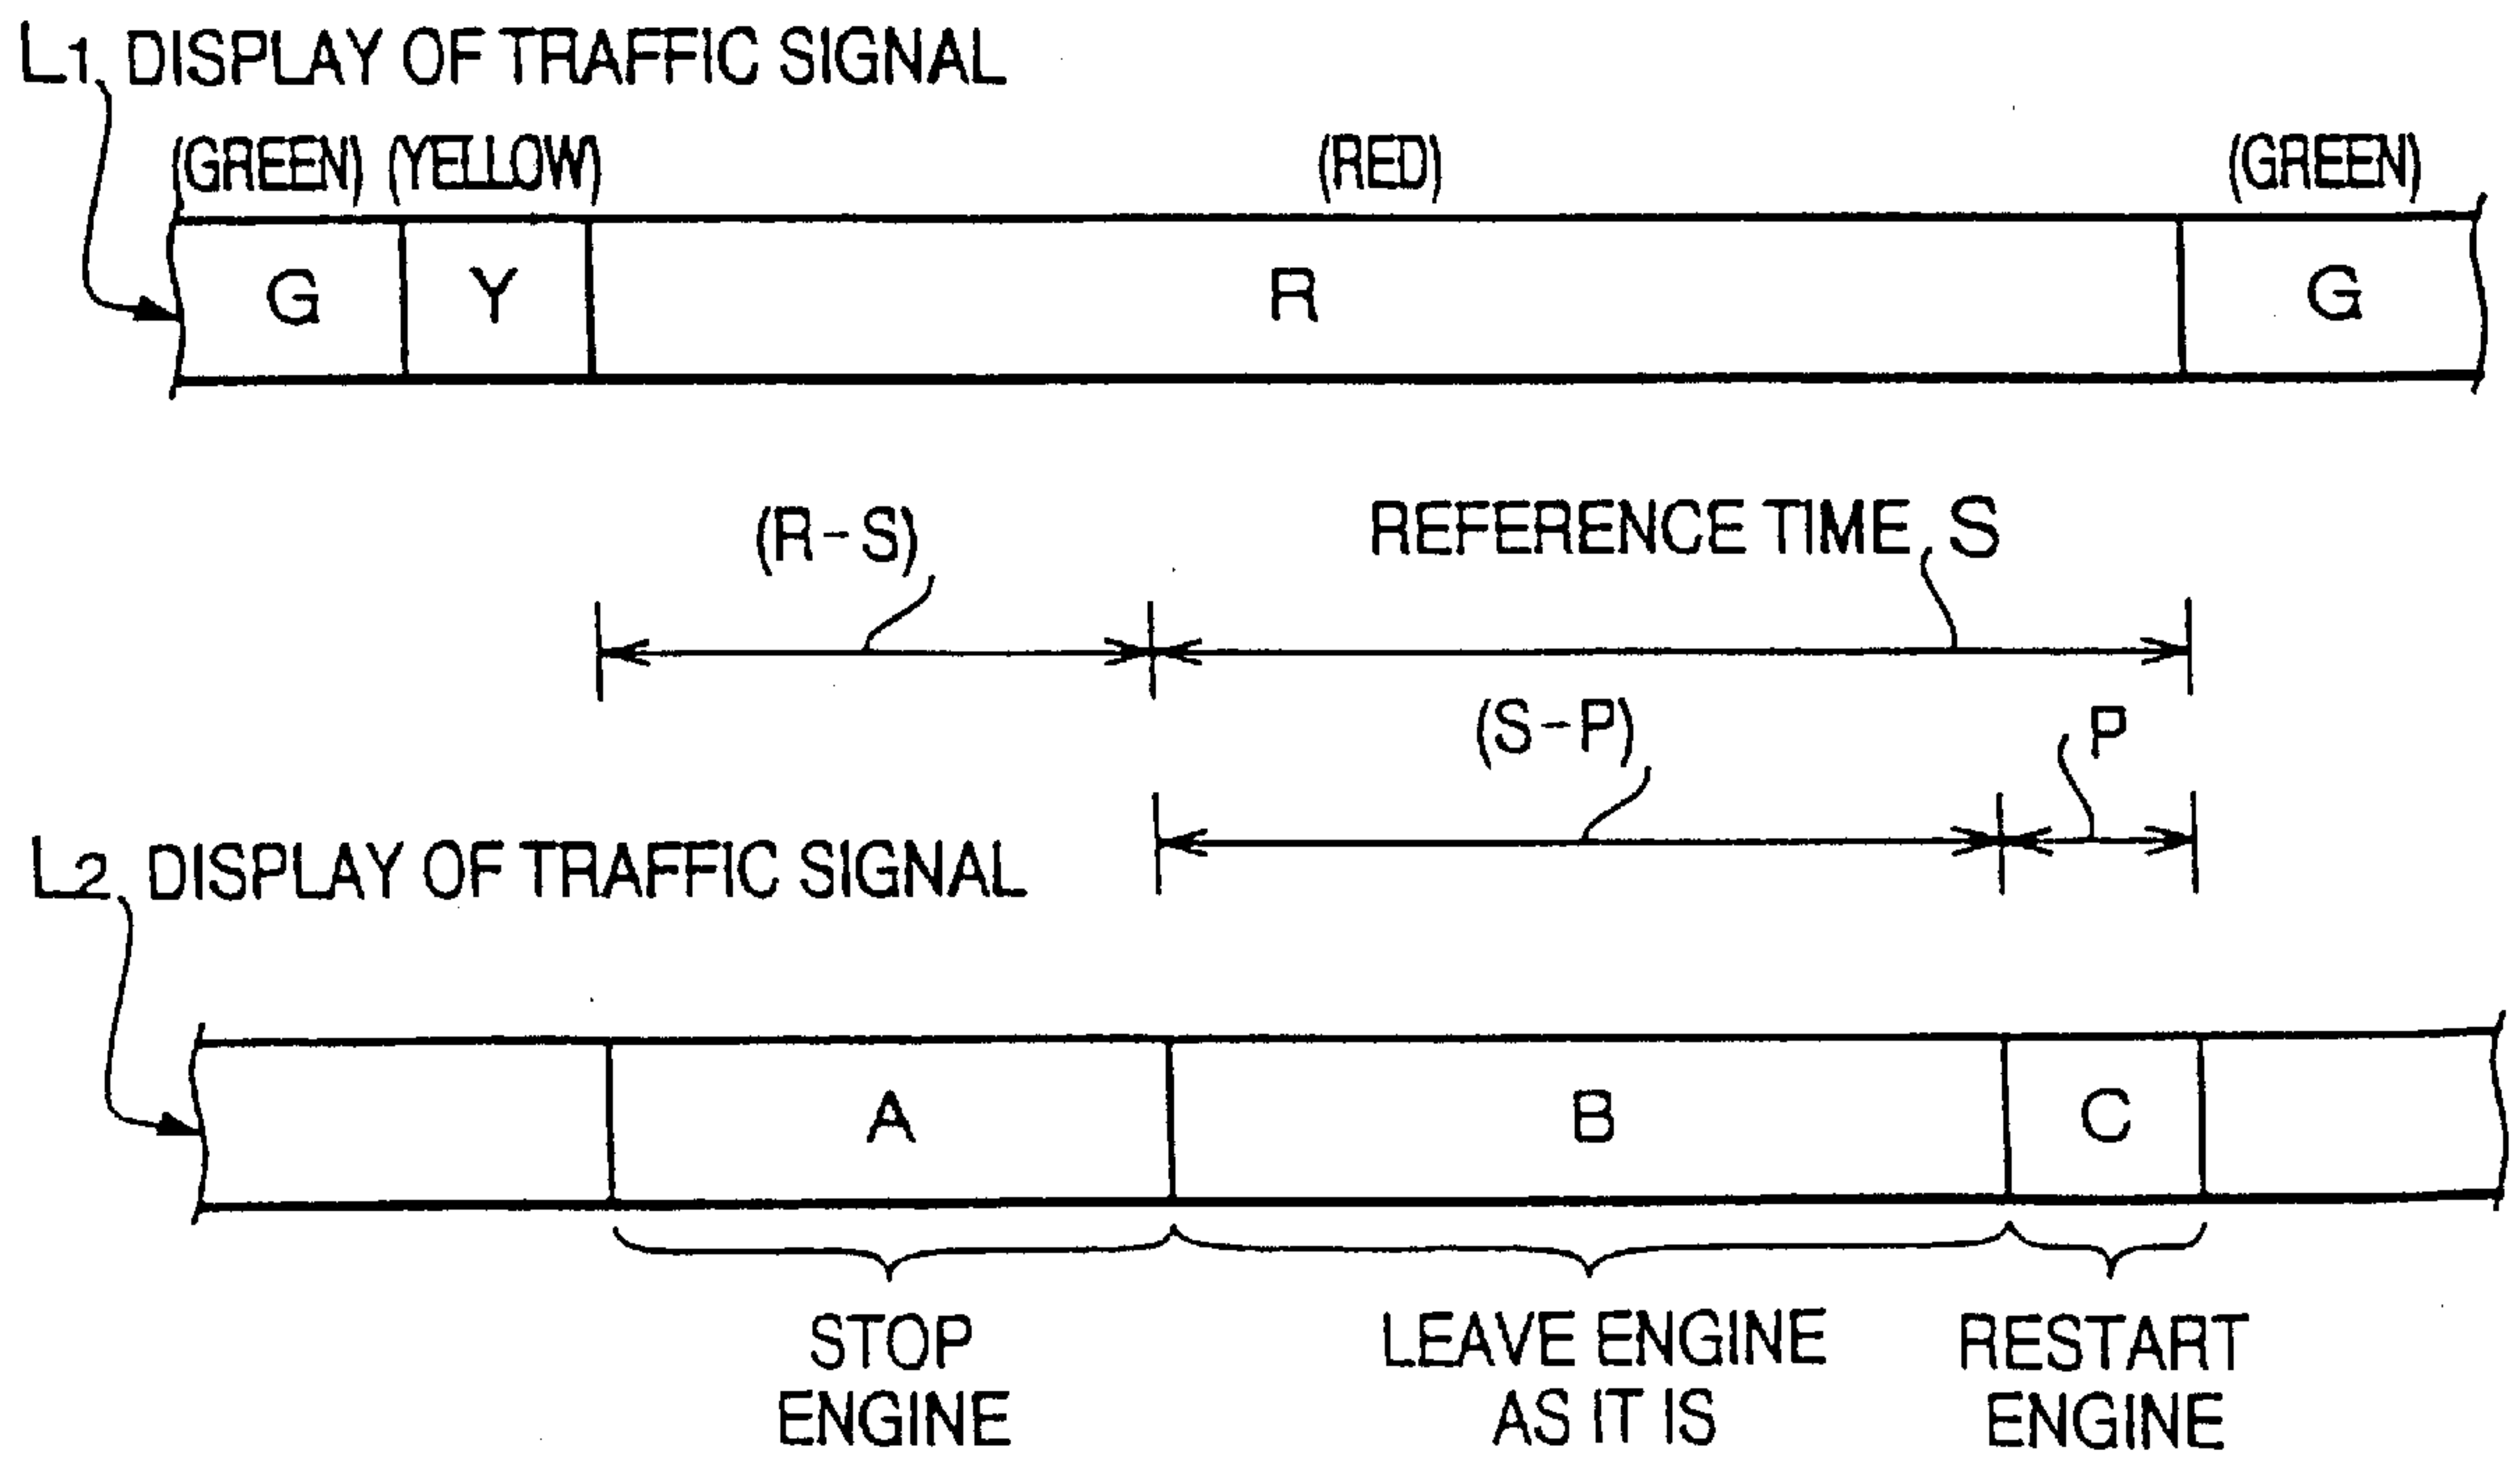 L1, DISPLAY OF TRAFFIC SIGNAL
(GREEN) (YELLOW) (RED) (GREEN)
G Y R G
(R-S) REFERENCE TIME, S
(S-P) P
L2, DISPLAY OF TRAFFIC SIGNAL
A B C
STOP LEAVE ENGINE RESTART
ENGINE AS IT IS ENGINE